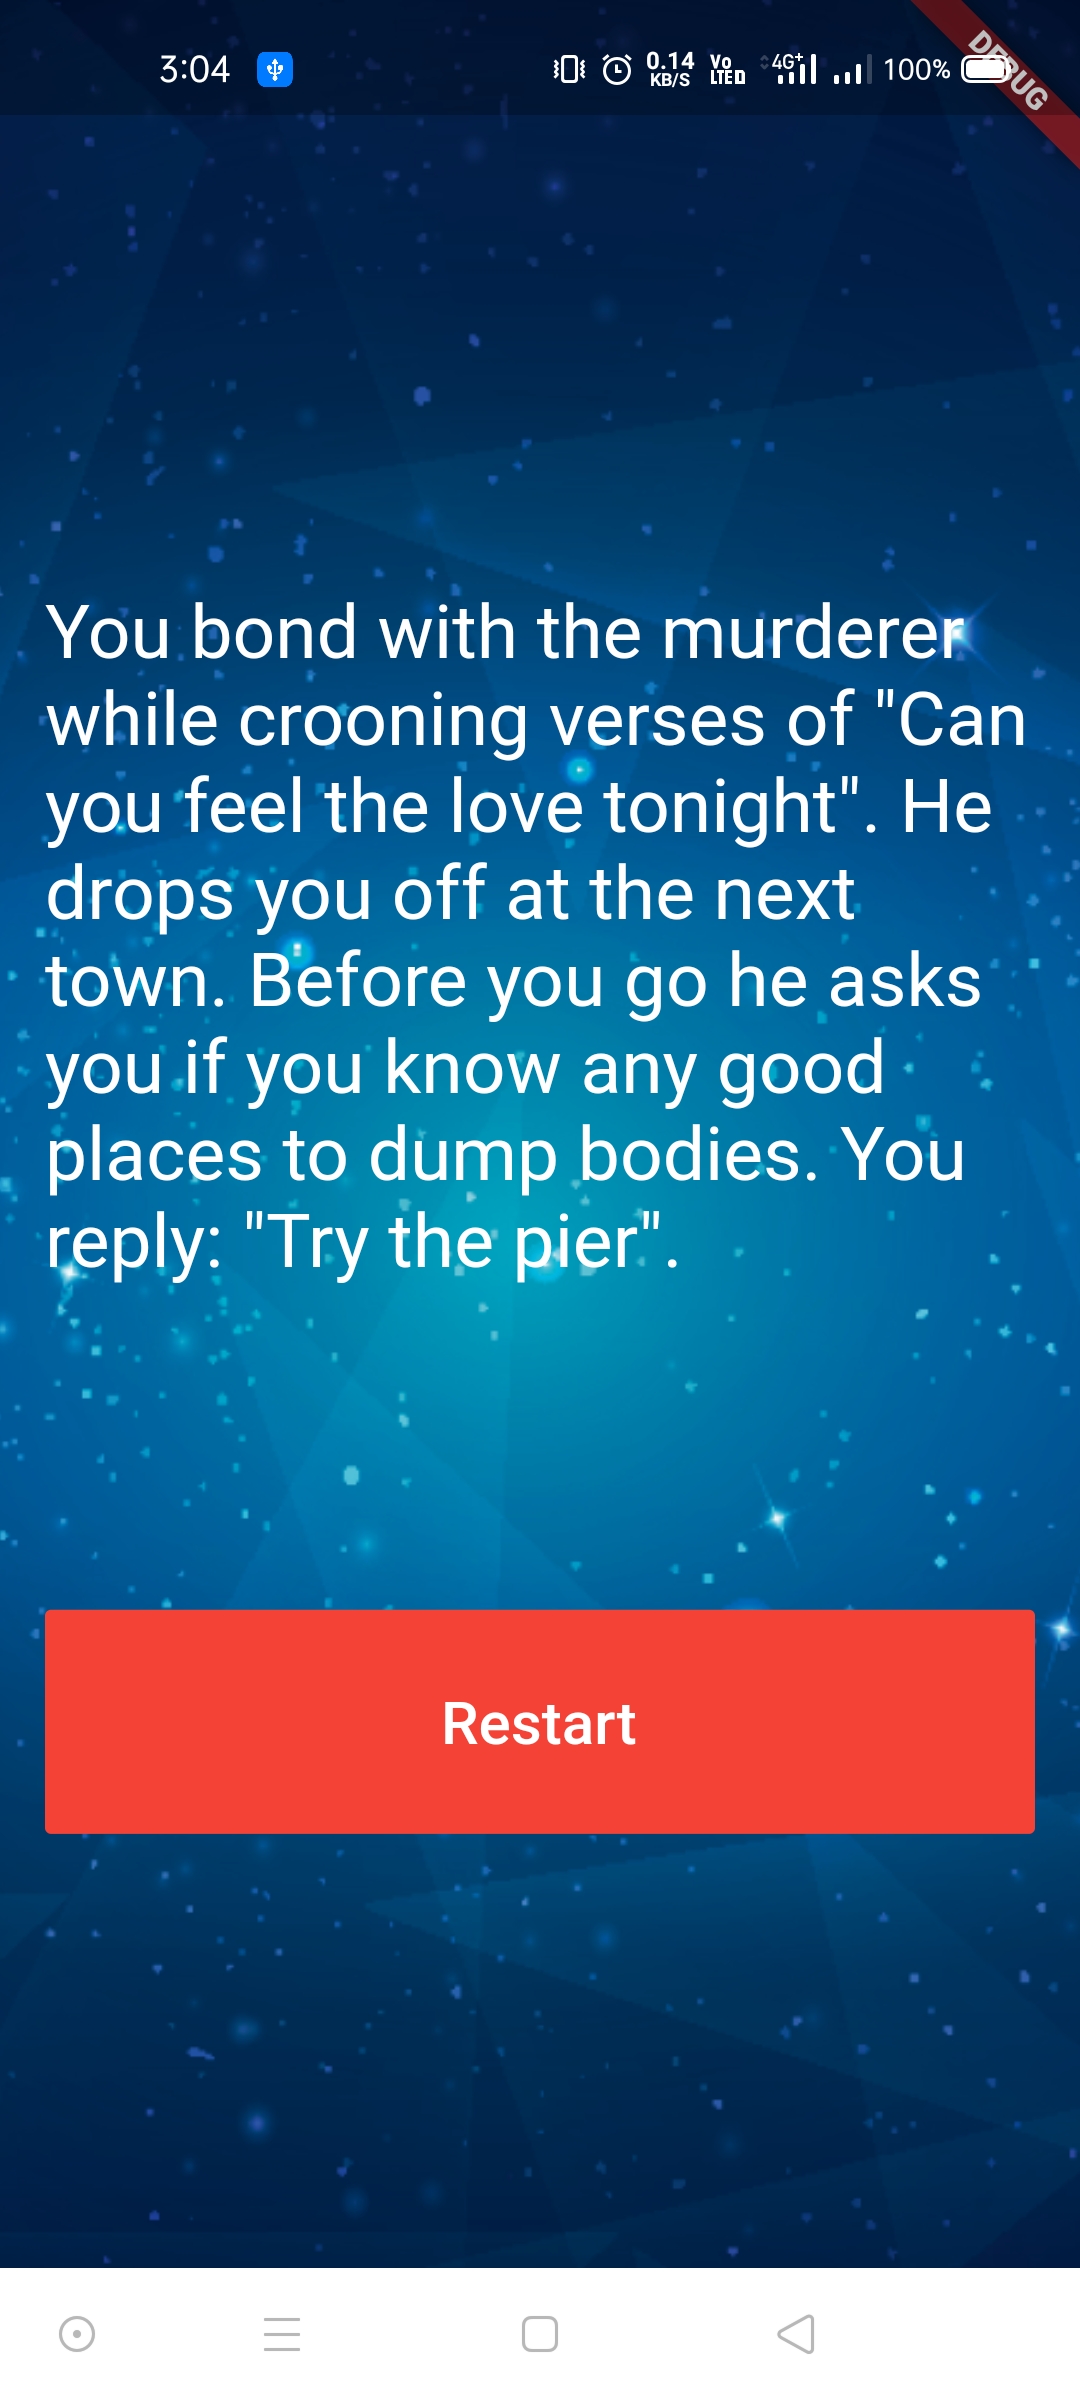 3:04
0.14
KB/S
Vo
LTE
4G+
100%
DEBUG
You bond with the murderer
while crooning verses of "Can
you feel the love tonight". He
drops you off at the next
town. Before you go he asks
you if you know any good
places to dump bodies. You
reply: "Try the pier".
Restart